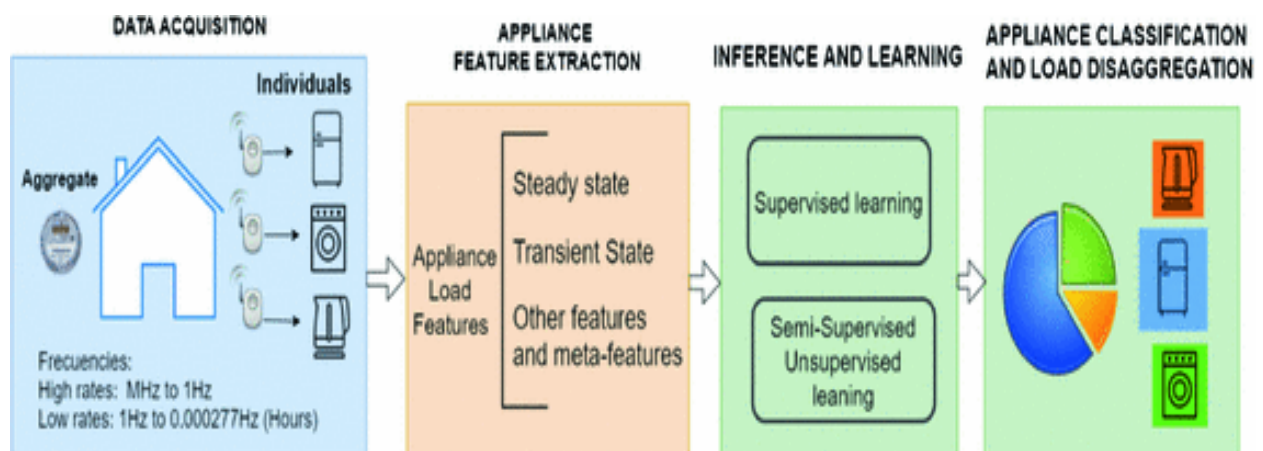 DATA ACQUISITION
Individuals
Aggregate
Frecuencies:
High rates: MHz to 1Hz
Low rates: 1Hz to 0.000277Hz (Hours)
APPLIANCE
FEATURE EXTRACTION
Appliance
Load
Features
Steady state
Transient State
Other features
and meta-features
INFERENCE AND LEARNING
Supervised learning
Semi-Supervised
Unsupervised
leaning
APPLIANCE CLASSIFICATION
AND LOAD DISAGGREGATION